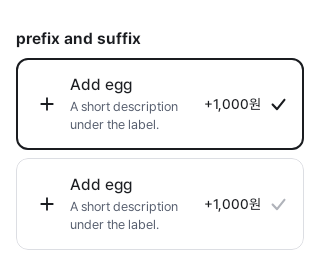 prefix and suffix
Add egg
A short description
under the label.
+1,000원
Add egg
A short description
under the label.
+1,000원